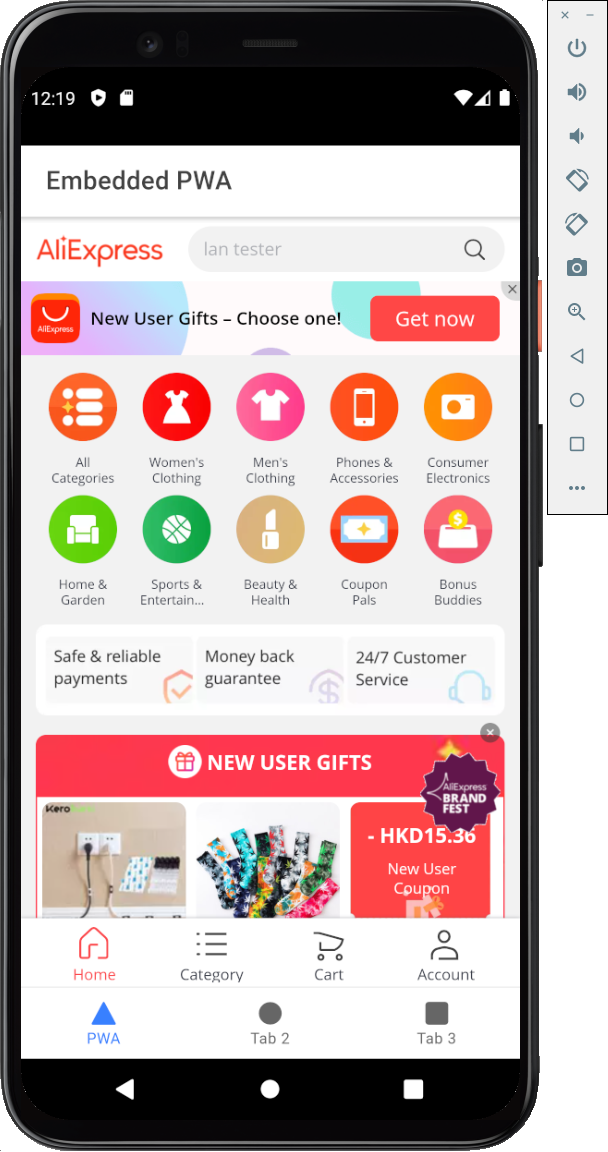 12:19
Embedded PWA
AliExpress
lan tester
AliExpress
New User Gifts – Choose one!
Get now
All
Categories
Women's
Clothing
Men's
Clothing
Phones &
Accessories
Consumer
Electronics
Home &
Garden
Sports &
Entertain...
Beauty &
Health
Coupon
Pals
Bonus
Buddies
Safe & reliable
payments
Money back
guarantee
24/7 Customer
Service
NEW USER GIFTS
AliExpress
BRAND
FEST
- HKD15.36
New User
Coupon
Home
Category
Cart
Account
PWA
Tab 2
Tab 3